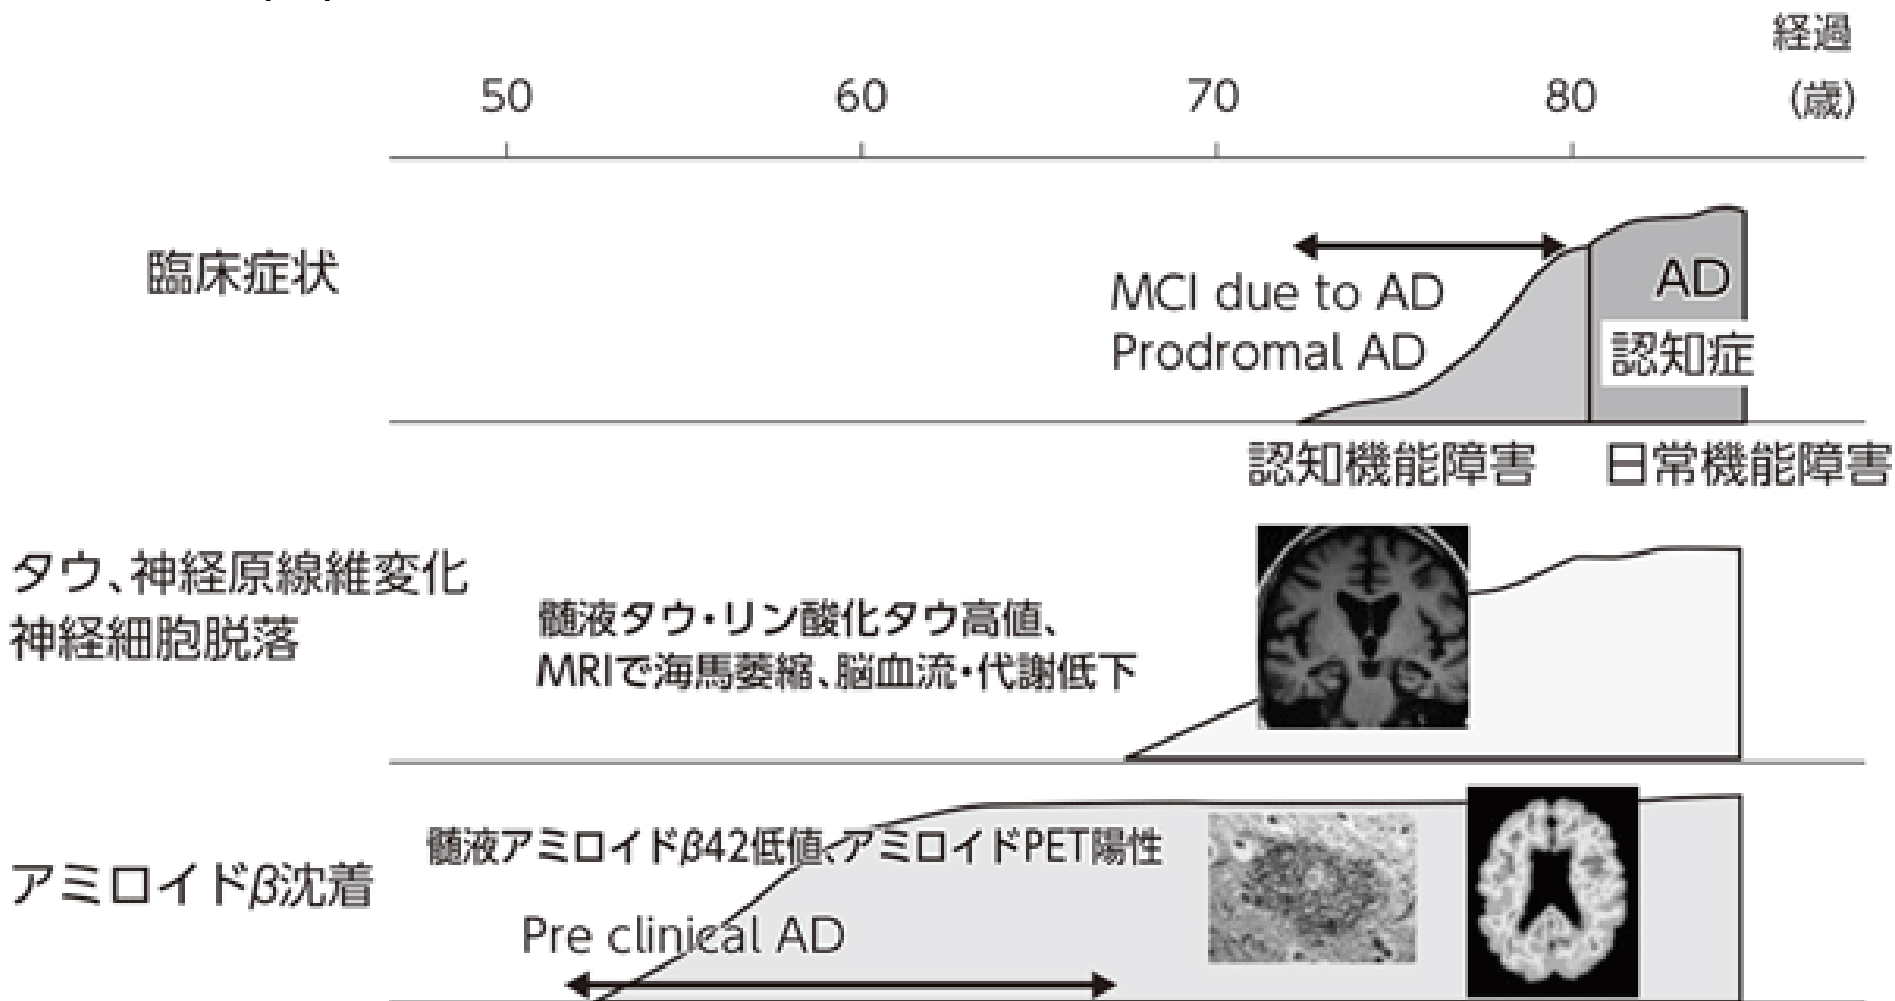 経過
50 60 70 80 (歳)
臨床症状
MCI due to AD
Prodromal AD
AD
認知症
認知機能障害 日常機能障害
タウ、神経原線維変化
神経細胞脱落
髄液タウ・リン酸化タウ高値、
MRIで海馬萎縮、脳血流・代謝低下
髄液アミロイドβ42低値、アミロイドPET陽性
アミロイドβ沈着
Pre clinical AD